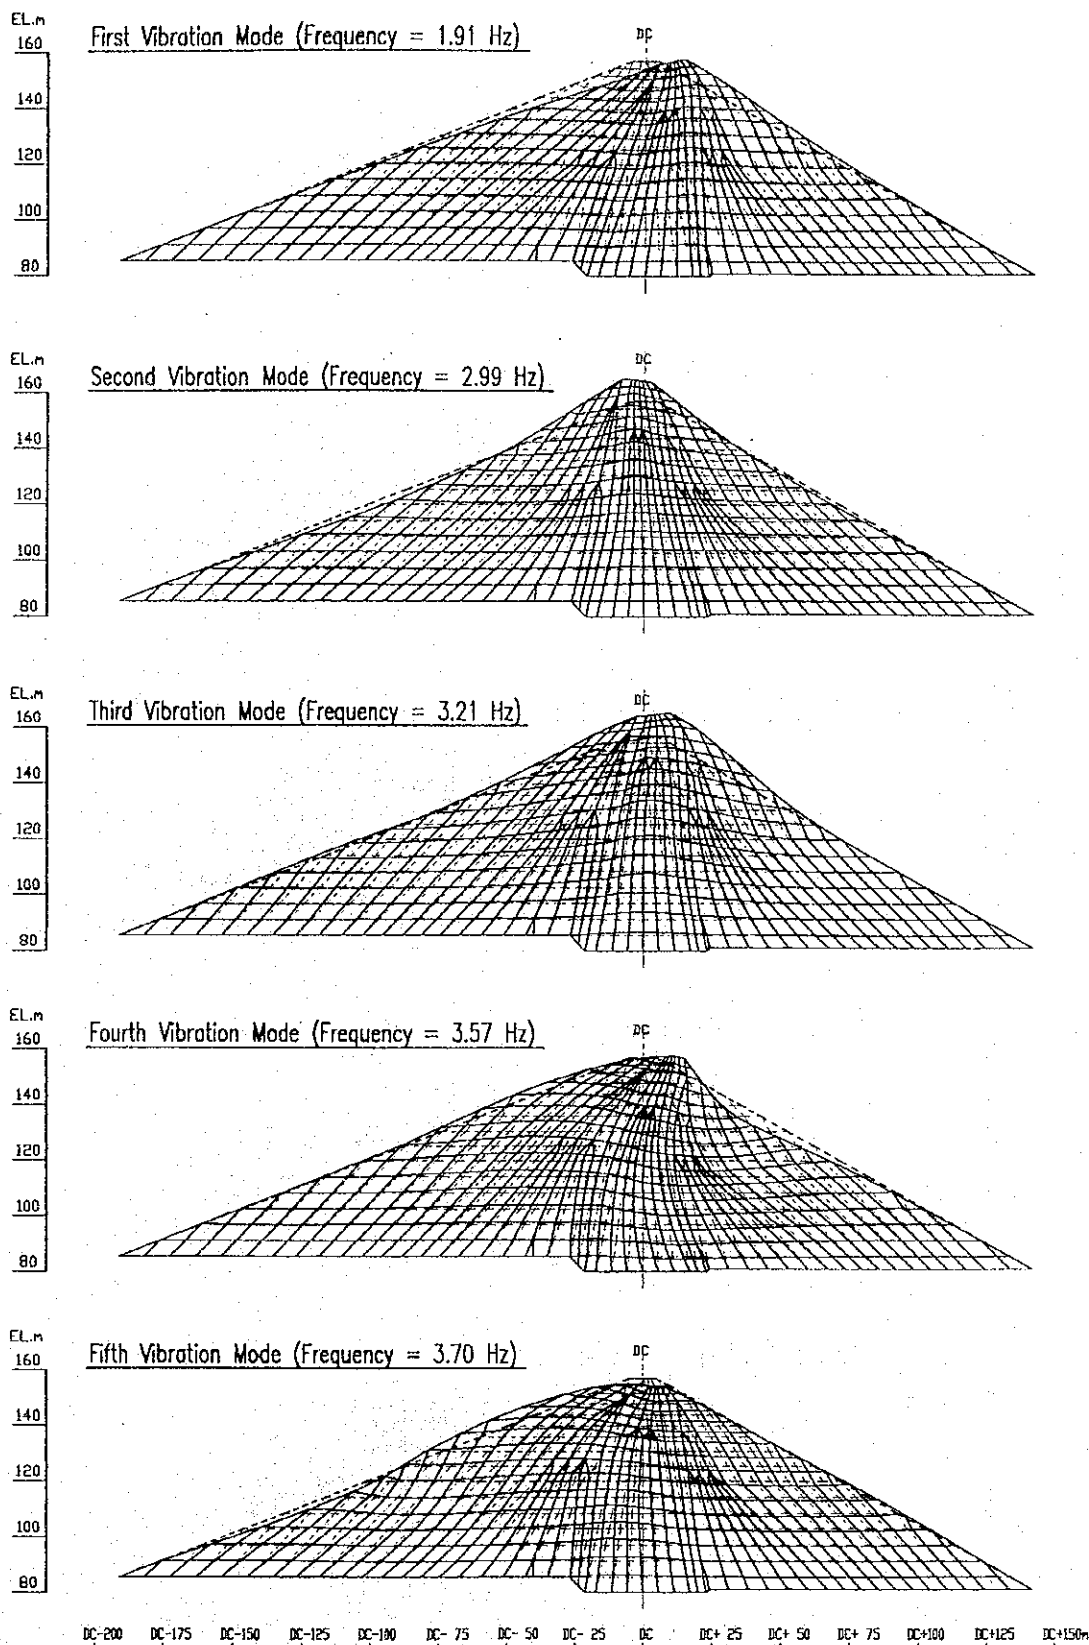 EL.m
First Vibration Mode (Frequency = 1.91 Hz)
DC
160
140
120
100
80
EL.m
Second Vibration Mode (Frequency = 2.99 Hz)
DC
160
140
120
100
80
EL.m
Third Vibration Mode (Frequency = 3.21 Hz)
DC
160
140
120
100
80
EL.m
Fourth Vibration Mode (Frequency = 3.57 Hz)
DC
160
140
120
100
80
EL.m
Fifth Vibration Mode (Frequency = 3.70 Hz)
DC
160
140
120
100
80
DC-200 DC-175 DC-150 DC-125 DC-100 DC- 75 DC- 50 DC- 25 DC DC+ 25 DC+ 50 DC+ 75 DC+100 DC+125 DC+150m